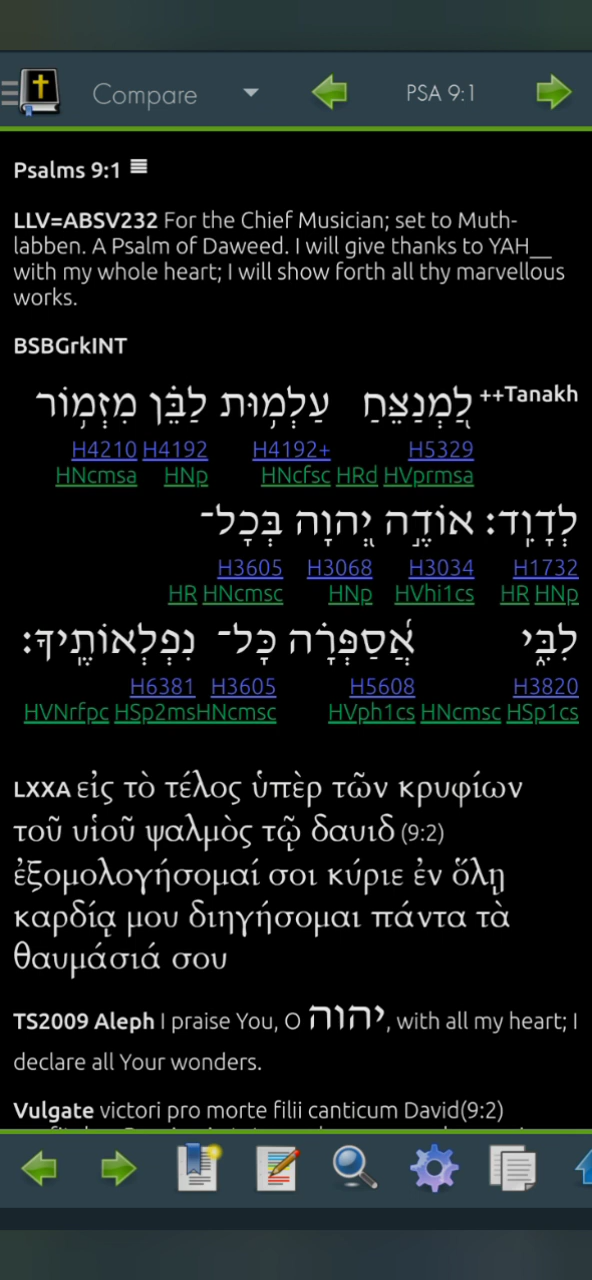 Compare PSA 9:1
Psalms 9:1
LLV=ABSV232 For the Chief Musician; set to Muth-
labben. A Psalm of Daweed. I will give thanks to YAH__
with my whole heart; I will show forth all thy marvellous
works.
BSBGrkINT
++Tanakh לַ֭מְנַצֵּחַ עַלְמ֥וּת לַבֵּ֗ן מִזְמ֥וֹר
H4210 H4192 H4192+ H5329
HNcmsa HNp HNcfsc HRd HVprmsa
לְדָוִֽד׃ אוֹדֶ֣ה יְ֭הוָה בְּכָל־
H3605 H3068 H3034 H1732
HR HNcmsc HNp HVhi1cs HR HNp
לִבִּ֑י אֲ֝סַפְּרָ֗ה כָּל־ נִפְלְאוֹתֶֽיךָ׃
H6381 H3605 H5608 H3820
HVNrfpc HSp2msHNcmsc HVph1cs HNcmsc HSp1cs
LXXA εἰς τὸ τέλος ὑπὲρ τῶν κρυφίων
τοῦ υἱοῦ ψαλμὸς τῷ δαυιδ (9:2)
ἐξομολογήσομαί σοι κύριε ἐν ὅλῃ
καρδίᾳ μου διηγήσομαι πάντα τὰ
θαυμάσιά σου
TS2009 Aleph I praise You, O יהוה, with all my heart; I
declare all Your wonders.
Vulgate victori pro morte filii canticum David(9:2)